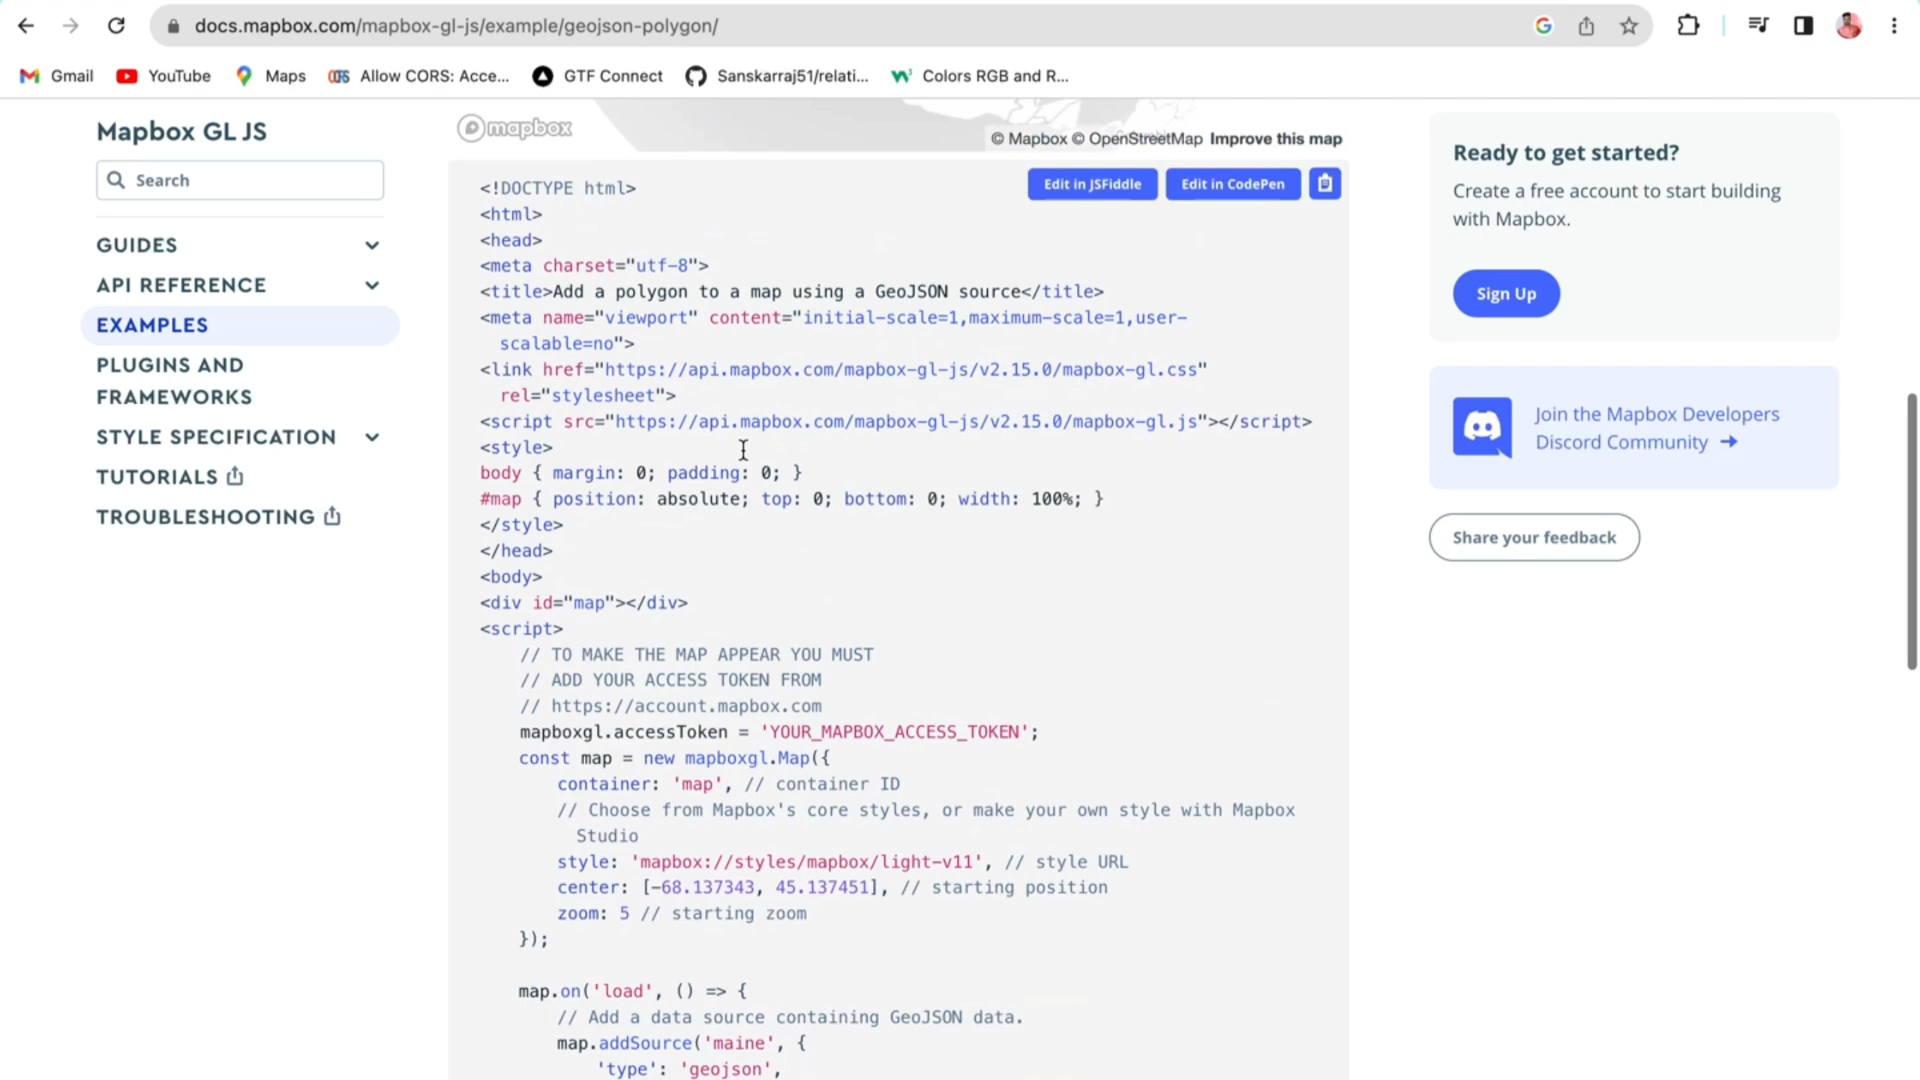 docs.mapbox.com/mapbox-gl-js/example/geojson-polygon/
Gmail YouTube Maps Allow CORS: Acce... GTF Connect Sanskarraj51/relati... Colors RGB and R...
Mapbox GL JS
Search
GUIDES
API REFERENCE
EXAMPLES
PLUGINS AND
FRAMEWORKS
STYLE SPECIFICATION
TUTORIALS
TROUBLESHOOTING
mapbox
© Mapbox © OpenStreetMap Improve this map
Edit in JSFiddle Edit in CodePen
<!DOCTYPE html>
<html>
<head>
<meta charset="utf-8">
<title>Add a polygon to a map using a GeoJSON source</title>
<meta name="viewport" content="initial-scale=1,maximum-scale=1,user-
scalable=no">
<link href="https://api.mapbox.com/mapbox-gl-js/v2.15.0/mapbox-gl.css"
rel="stylesheet">
<script src="https://api.mapbox.com/mapbox-gl-js/v2.15.0/mapbox-gl.js"></script>
<style>
body { margin: 0; padding: 0; }
#map { position: absolute; top: 0; bottom: 0; width: 100%; }
</style>
</head>
<body>
<div id="map"></div>
<script>
// TO MAKE THE MAP APPEAR YOU MUST
// ADD YOUR ACCESS TOKEN FROM
// https://account.mapbox.com
mapboxgl.accessToken = 'YOUR_MAPBOX_ACCESS_TOKEN';
const map = new mapboxgl.Map({
container: 'map', // container ID
// Choose from Mapbox's core styles, or make your own style with Mapbox
Studio
style: 'mapbox://styles/mapbox/light-v11', // style URL
center: [-68.137343, 45.137451], // starting position
zoom: 5 // starting zoom
});
map.on('load', () => {
// Add a data source containing GeoJSON data.
map.addSource('maine', {
'type': 'geojson',
Ready to get started?
Create a free account to start building
with Mapbox.
Sign Up
Join the Mapbox Developers
Discord Community →
Share your feedback